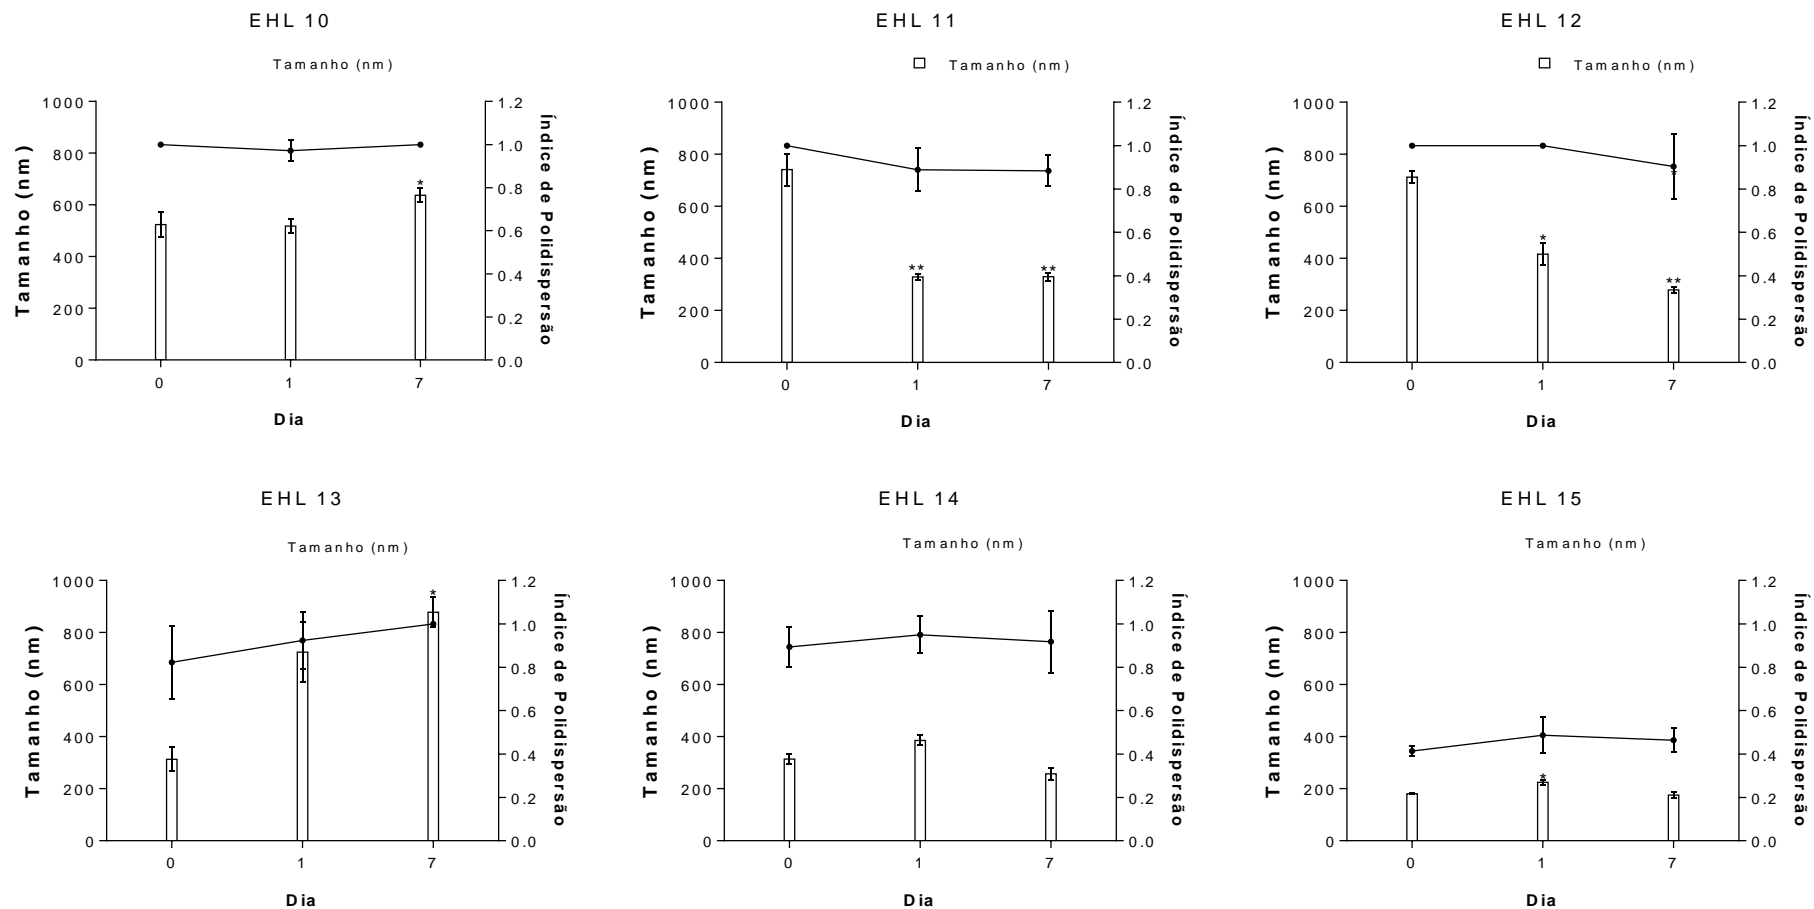 EHL 10
Tamanho (nm)
1000
800
600
400
200
0
Tamanho (nm)
1.2
1.0
0.8
0.6
0.4
0.2
0.0
Índice de Polidispersão
*
0 1 7
Dia
EHL 11
Tamanho (nm)
1000
800
600
400
200
0
Tamanho (nm)
1.2
1.0
0.8
0.6
0.4
0.2
0.0
Índice de Polidispersão
** **
0 1 7
Dia
EHL 12
Tamanho (nm)
1000
800
600
400
200
0
Tamanho (nm)
1.2
1.0
0.8
0.6
0.4
0.2
0.0
Índice de Polidispersão
*
*
**
0 1 7
Dia
EHL 13
Tamanho (nm)
1000
800
600
400
200
0
Tamanho (nm)
1.2
1.0
0.8
0.6
0.4
0.2
0.0
Índice de Polidispersão
*
0 1 7
Dia
EHL 14
Tamanho (nm)
1000
800
600
400
200
0
Tamanho (nm)
1.2
1.0
0.8
0.6
0.4
0.2
0.0
Índice de Polidispersão
0 1 7
Dia
EHL 15
Tamanho (nm)
1000
800
600
400
200
0
Tamanho (nm)
1.2
1.0
0.8
0.6
0.4
0.2
0.0
Índice de Polidispersão
*
0 1 7
Dia